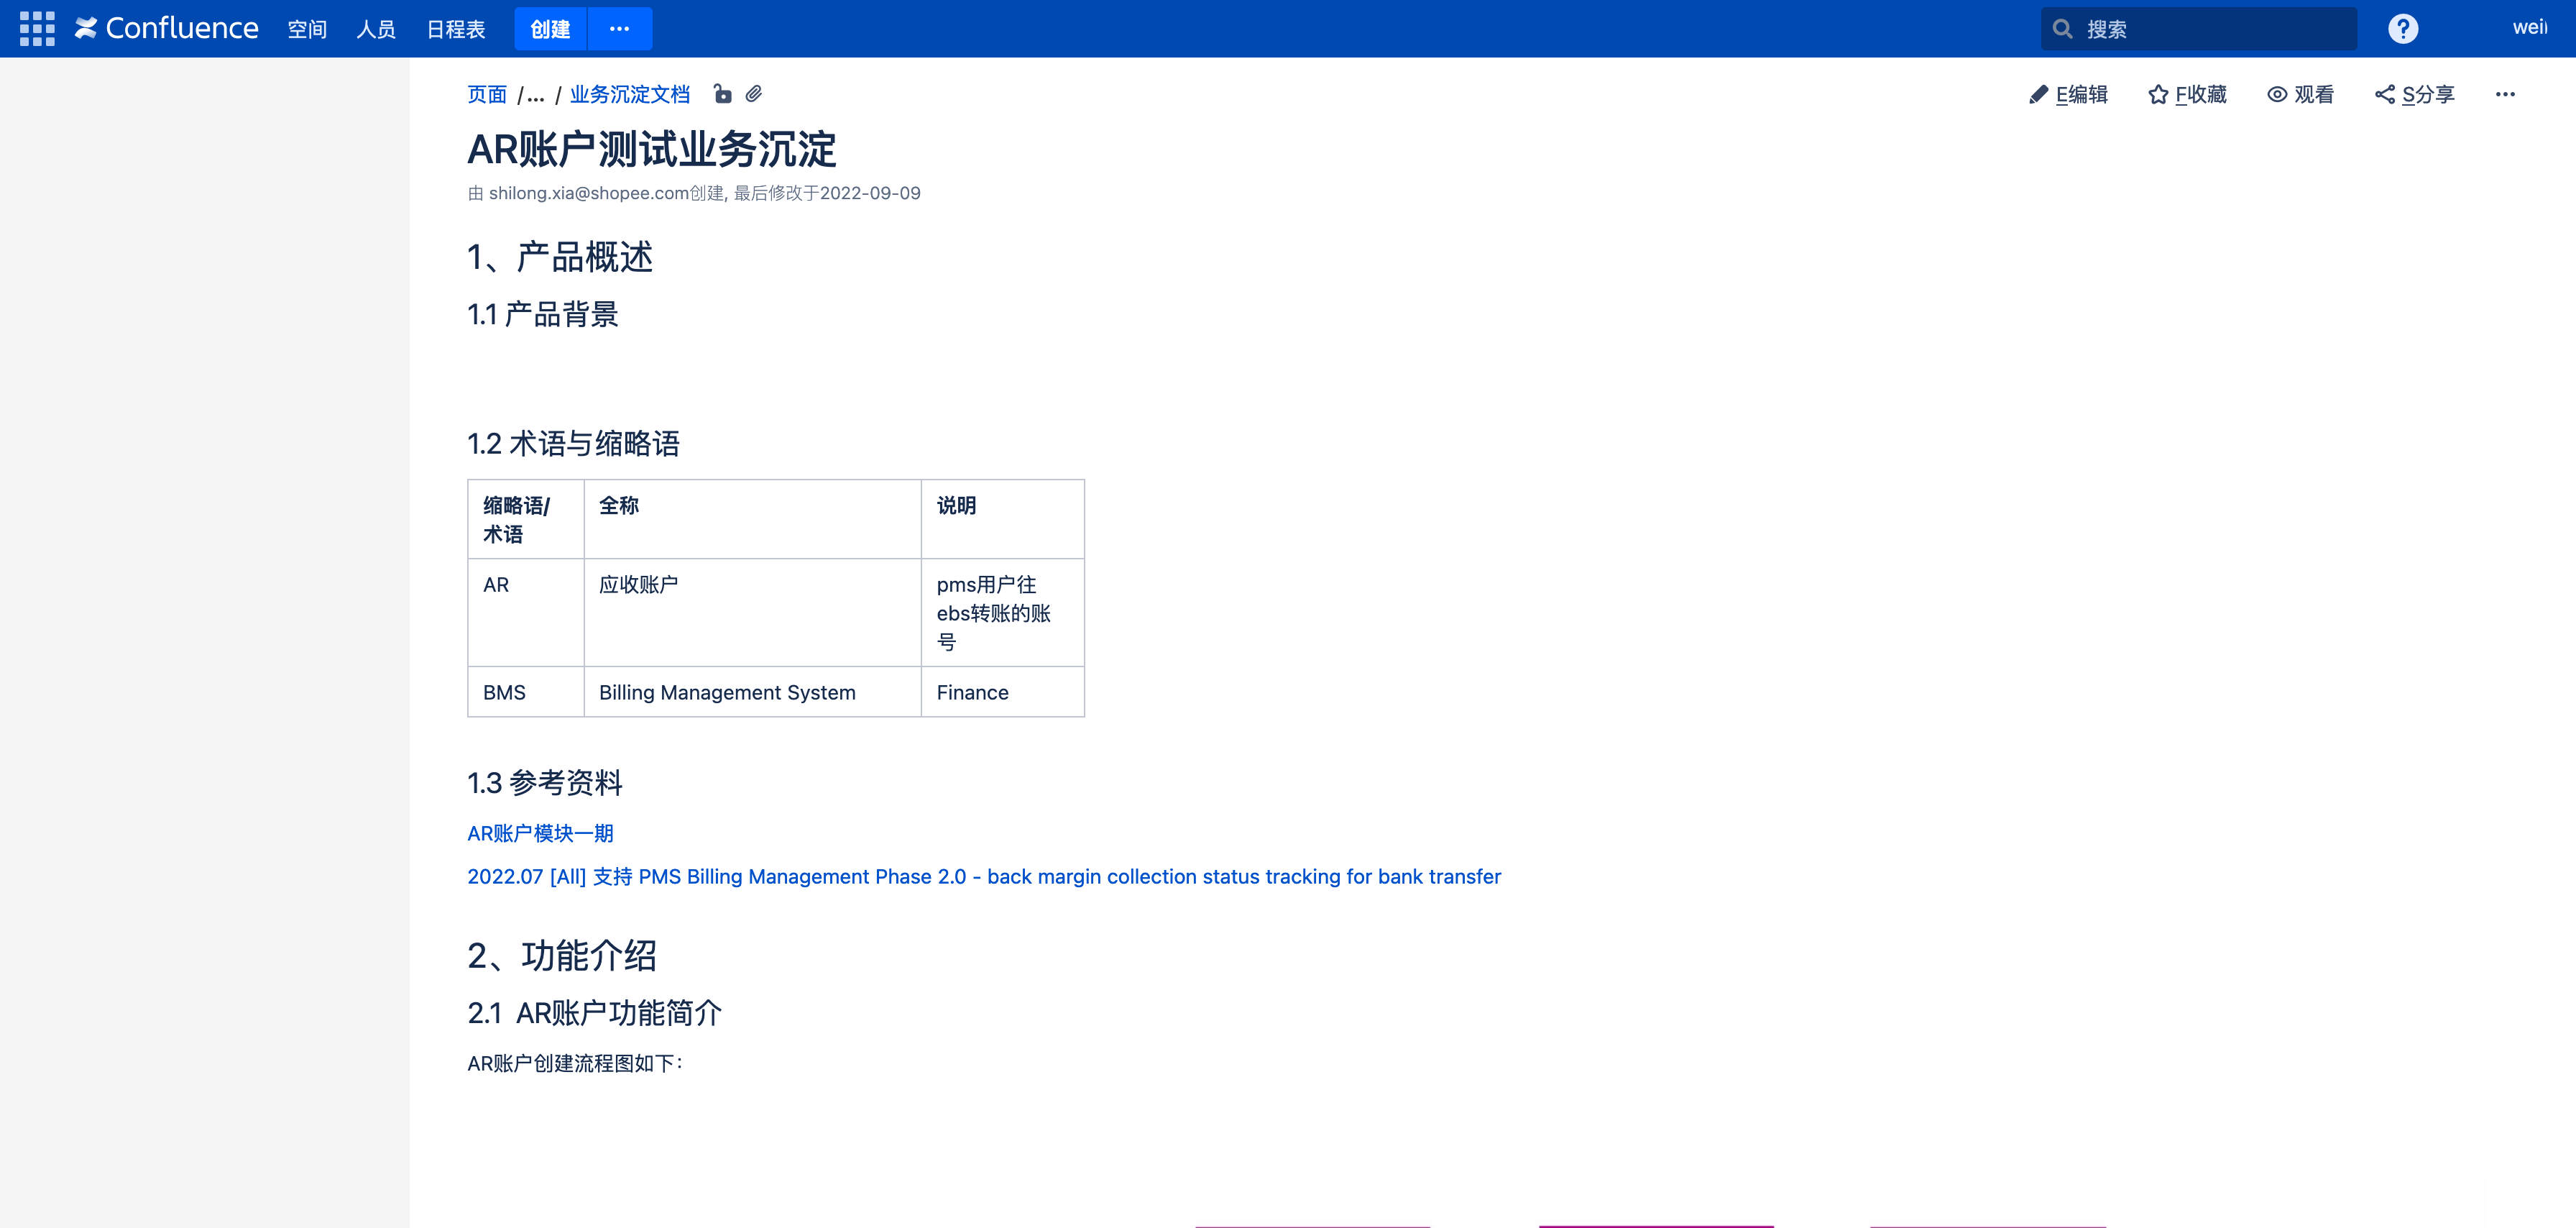 Confluence 空间 人员 日程表 创建 ··· 搜索 ? weil
页面 /... / 业务沉淀文档 E编辑 F收藏 观看 S分享 ···
AR账户测试业务沉淀
由 shilong.xia@shopee.com创建, 最后修改于2022-09-09
1、产品概述
1.1 产品背景
1.2 术语与缩略语
缩略语/
术语
全称
说明
AR
应收账户
pms用户往
ebs转账的账
号
BMS
Billing Management System
Finance
1.3 参考资料
AR账户模块一期
2022.07 [All] 支持 PMS Billing Management Phase 2.0 - back margin collection status tracking for bank transfer
2、功能介绍
2.1 AR账户功能简介
AR账户创建流程图如下：